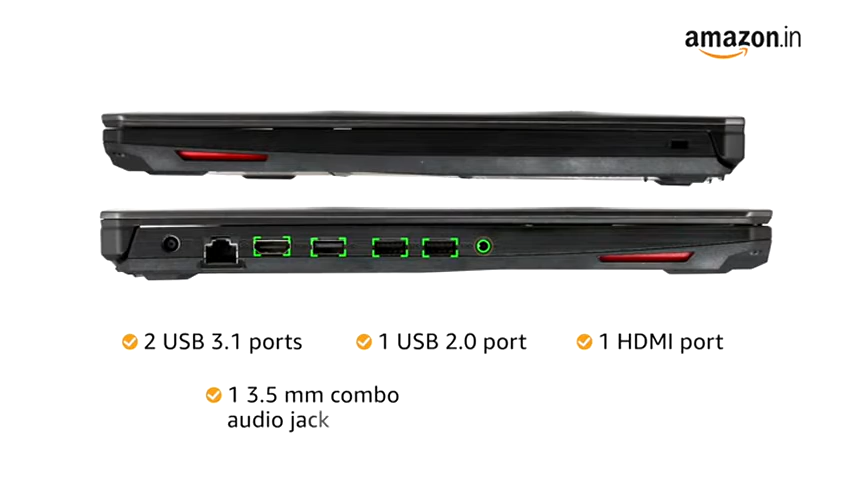 amazon.in
2 USB 3.1 ports
1 USB 2.0 port
1 HDMI port
1 3.5 mm combo
audio jack